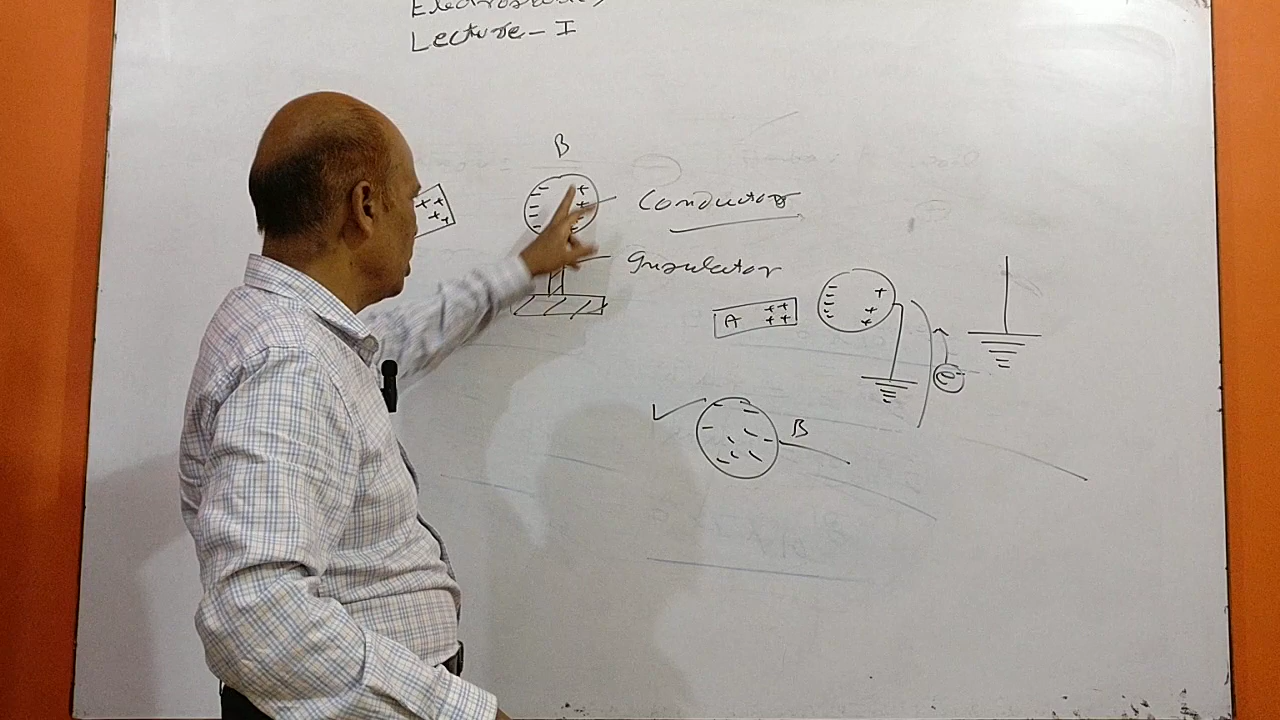 Lecture - I
B
Conductor
Insulator
A
e-
B